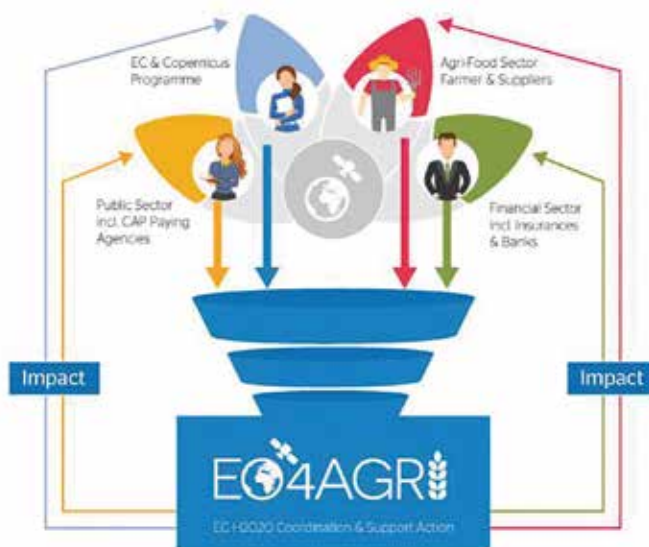 EC & Copernicus
Programme
Agri-Food Sector
Farmer & Suppliers
Public Sector
incl. CAP Paying
Agencies
Financial Sector
incl. Insurances
& Banks
Impact
Impact
EO4AGRI
EC H2020 Coordination & Support Action